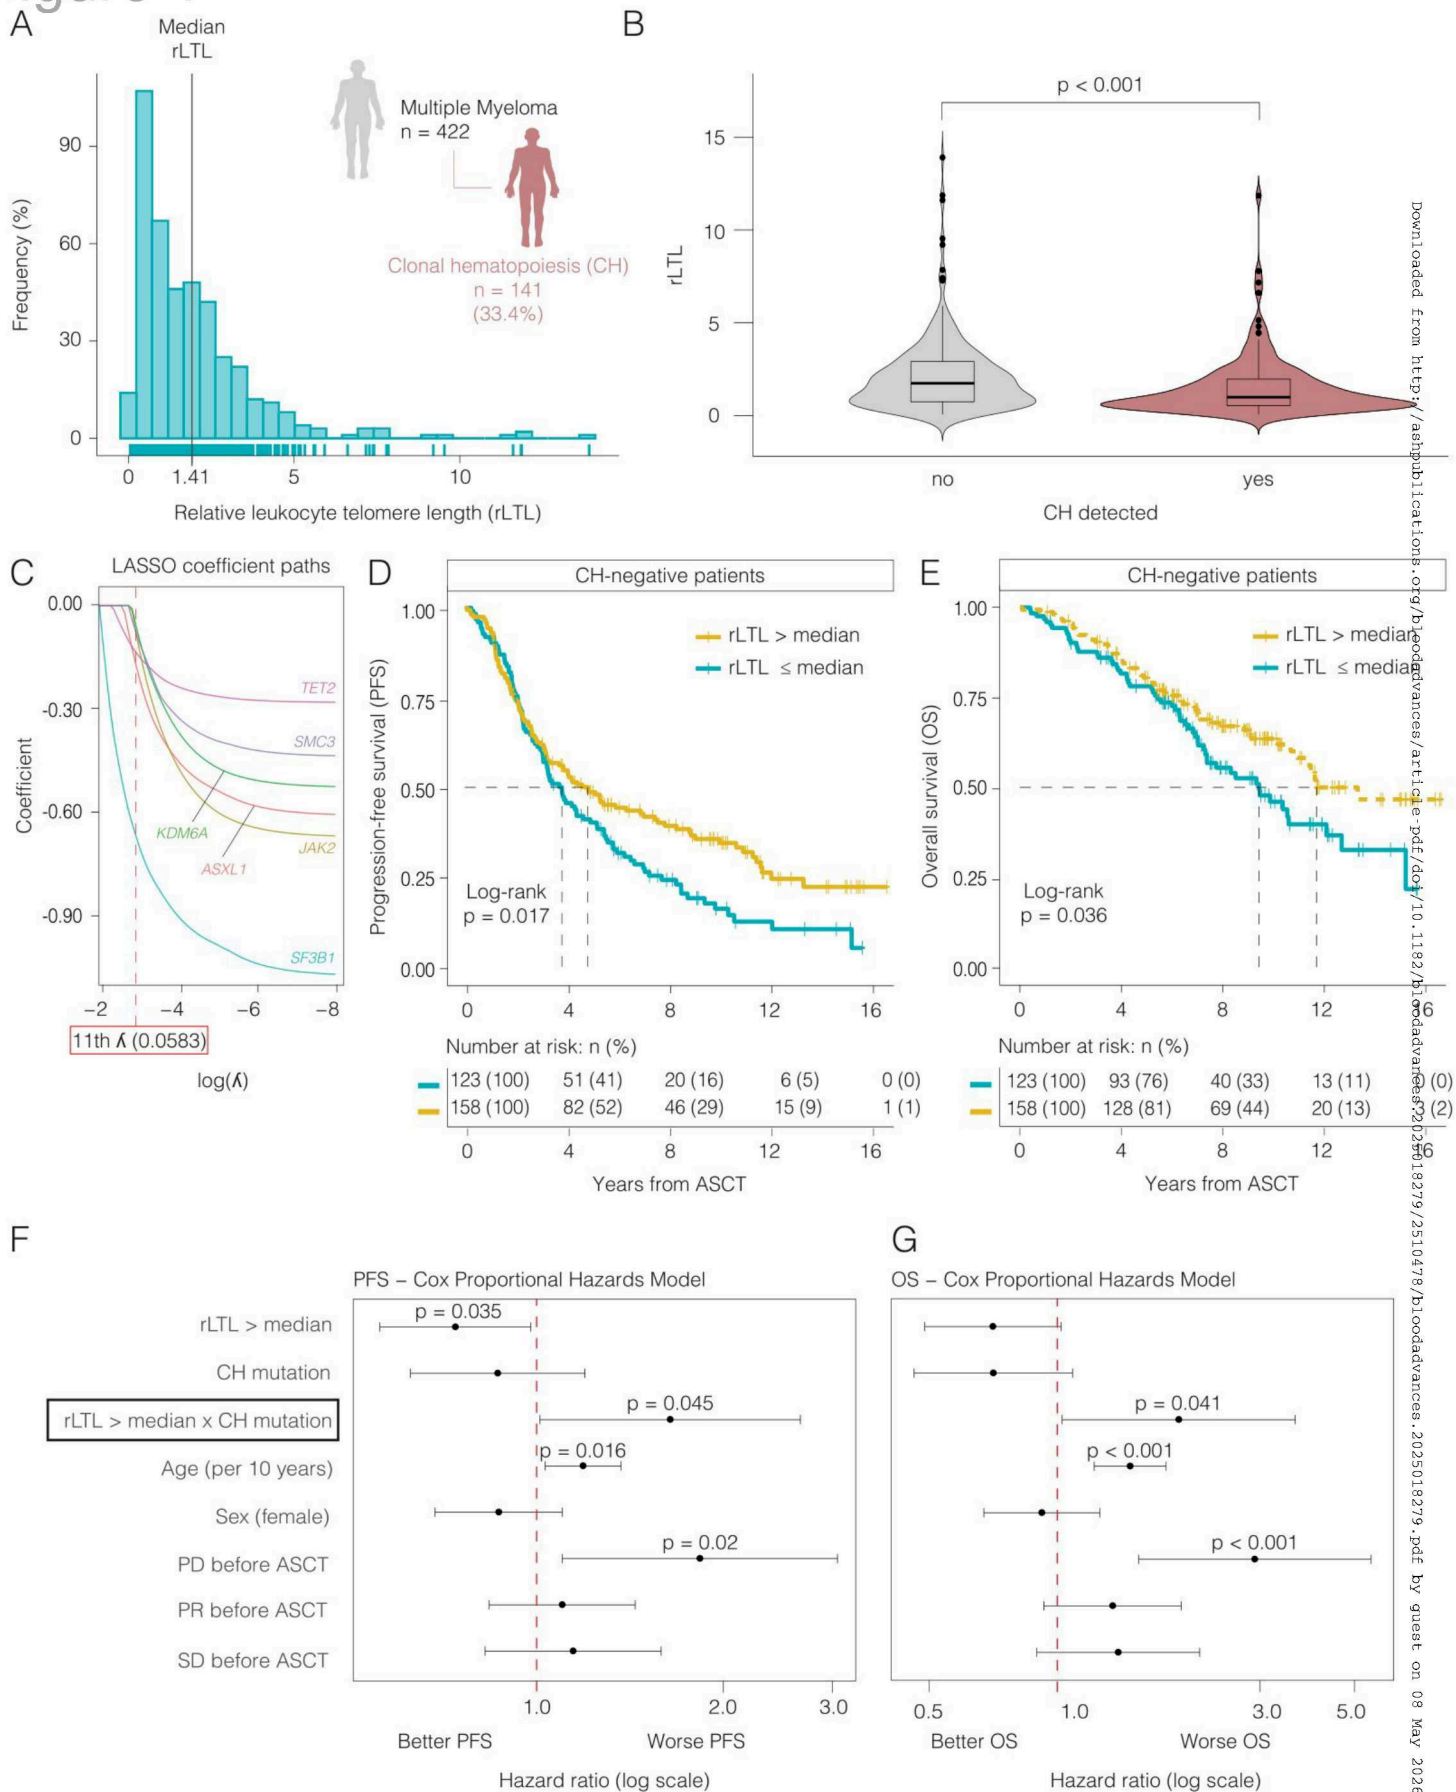 A
Median
rLTL
Multiple Myeloma
n = 422
Clonal hematopoiesis (CH)
n = 141
(33.4%)
Frequency (%)
90
60
30
0
0
1.41
5
10
Relative leukocyte telomere length (rLTL)
B
p < 0.001
rLTL
15
10
5
0
no
yes
CH detected
C
LASSO coefficient paths
Coefficient
0.00
-0.30
-0.60
-0.90
TET2
SMC3
KDM6A
ASXL1
JAK2
SF3B1
−2
−4
−6
−8
11th ʎ (0.0583)
log(ʎ)
D
CH-negative patients
Progression-free survival (PFS)
1.00
0.75
0.50
0.25
0.00
rLTL > median
rLTL ≤ median
Log-rank
p = 0.017
0 4 8 12 16
Number at risk: n (%)
123 (100) 51 (41) 20 (16) 6 (5) 0 (0)
158 (100) 82 (52) 46 (29) 15 (9) 1 (1)
0 4 8 12 16
Years from ASCT
E
CH-negative patients
Overall survival (OS)
1.00
0.75
0.50
0.25
0.00
rLTL > median
rLTL ≤ median
Log-rank
p = 0.036
0 4 8 12 16
Number at risk: n (%)
123 (100) 93 (76) 40 (33) 13 (11) (0)
158 (100) 128 (81) 69 (44) 20 (13) (2)
0 4 8 12 16
Years from ASCT
F
PFS – Cox Proportional Hazards Model
rLTL > median
CH mutation
rLTL > median x CH mutation
Age (per 10 years)
Sex (female)
PD before ASCT
PR before ASCT
SD before ASCT
p = 0.035
p = 0.045
p = 0.016
p = 0.02
1.0 2.0 3.0
Better PFS Worse PFS
Hazard ratio (log scale)
G
OS – Cox Proportional Hazards Model
p = 0.041
p < 0.001
p < 0.001
0.5 1.0 3.0 5.0
Better OS Worse OS
Hazard ratio (log scale)
Downloaded from http://ashpublications.org/bloodadvances/article-pdf/doi/10.1182/bloodadvances.2025018279/2510478/bloodadvances.2025018279.pdf by guest on 08 May 2026